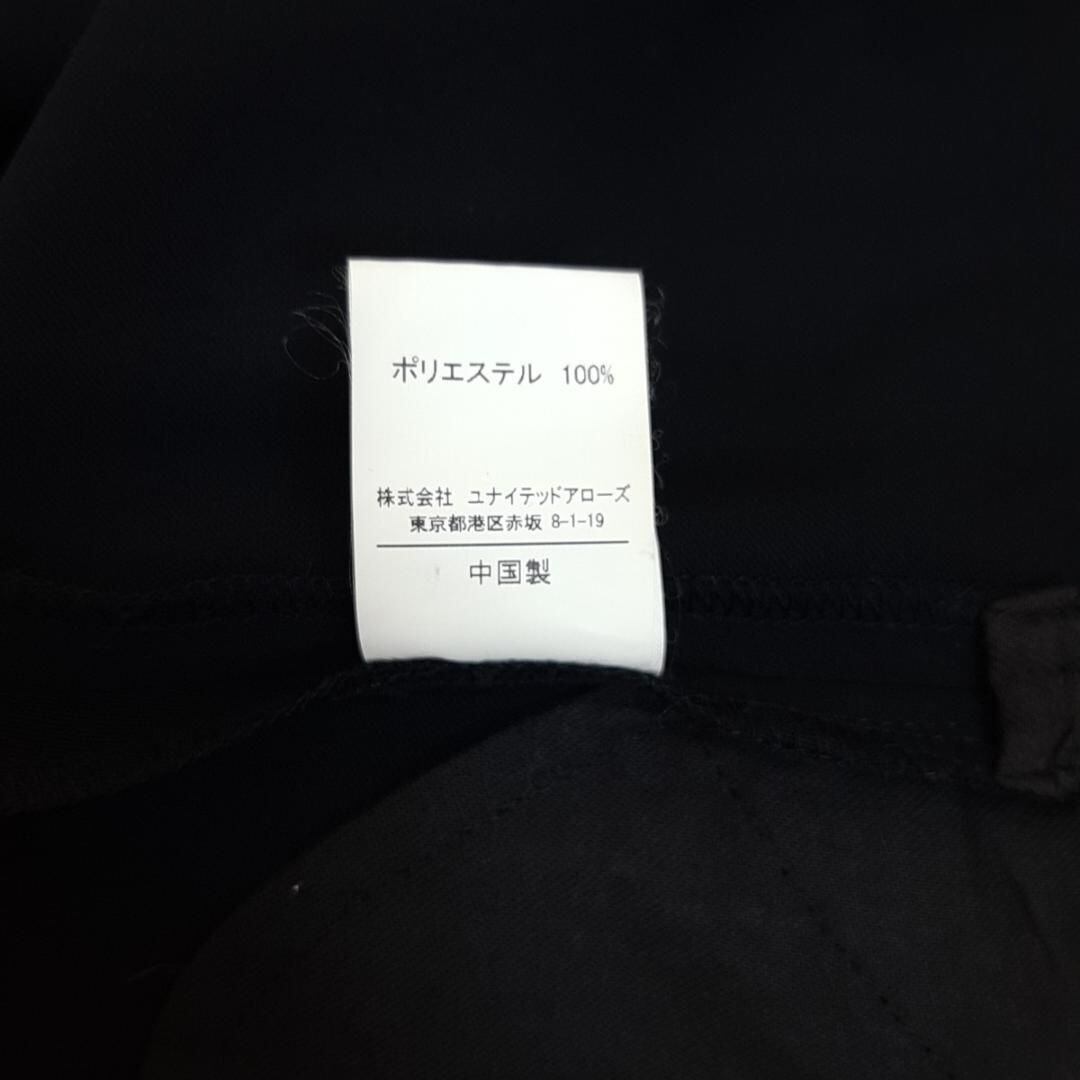 ポリエステル 100%
株式会社 ユナイテッドアローズ
東京都港区赤坂 8-1-19
中国製